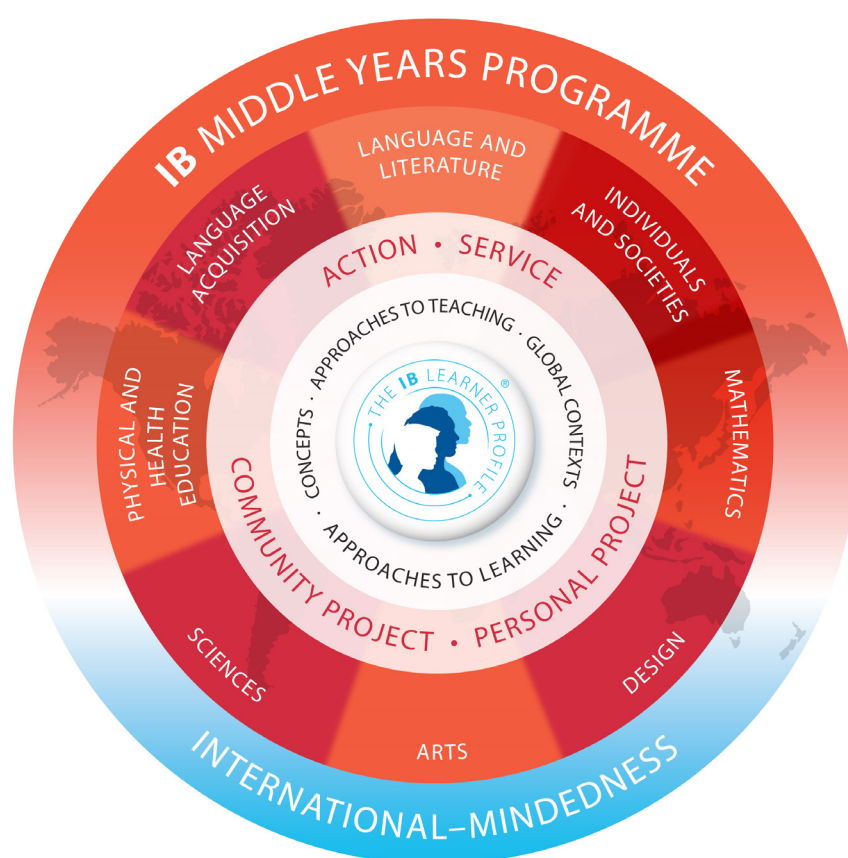 IB MIDDLE YEARS PROGRAMME
LANGUAGE AND
LITERATURE
INDIVIDUALS
AND SOCIETIES
MATHEMATICS
DESIGN
ARTS
SCIENCES
PHYSICAL AND
HEALTH
EDUCATION
LANGUAGE
ACQUISITION
ACTION • SERVICE
COMMUNITY PROJECT • PERSONAL PROJECT
APPROACHES TO TEACHING · GLOBAL CONTEXTS · APPROACHES TO LEARNING · CONCEPTS ·
THE IB LEARNER PROFILE ®
INTERNATIONAL–MINDEDNESS